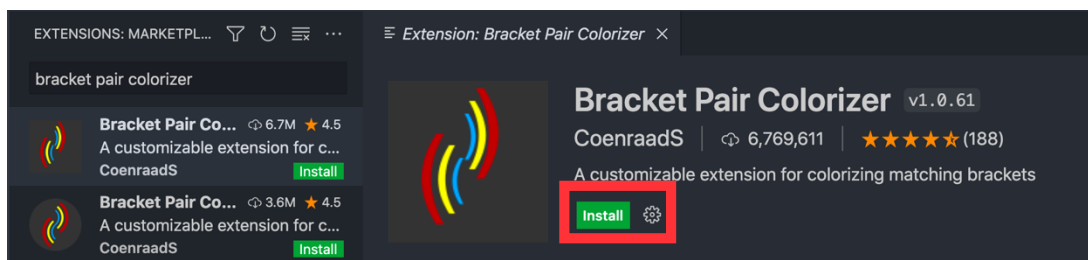 EXTENSIONS: MARKETPL... ...
Extension: Bracket Pair Colorizer ×
bracket pair colorizer
Bracket Pair Co... 6.7M ★ 4.5
A customizable extension for c...
CoenraadS Install
Bracket Pair Co... 3.6M ★ 4.5
A customizable extension for c...
CoenraadS Install
Bracket Pair Colorizer v1.0.61
CoenraadS | 6,769,611 | ★★★★★(188)
A customizable extension for colorizing matching brackets
Install